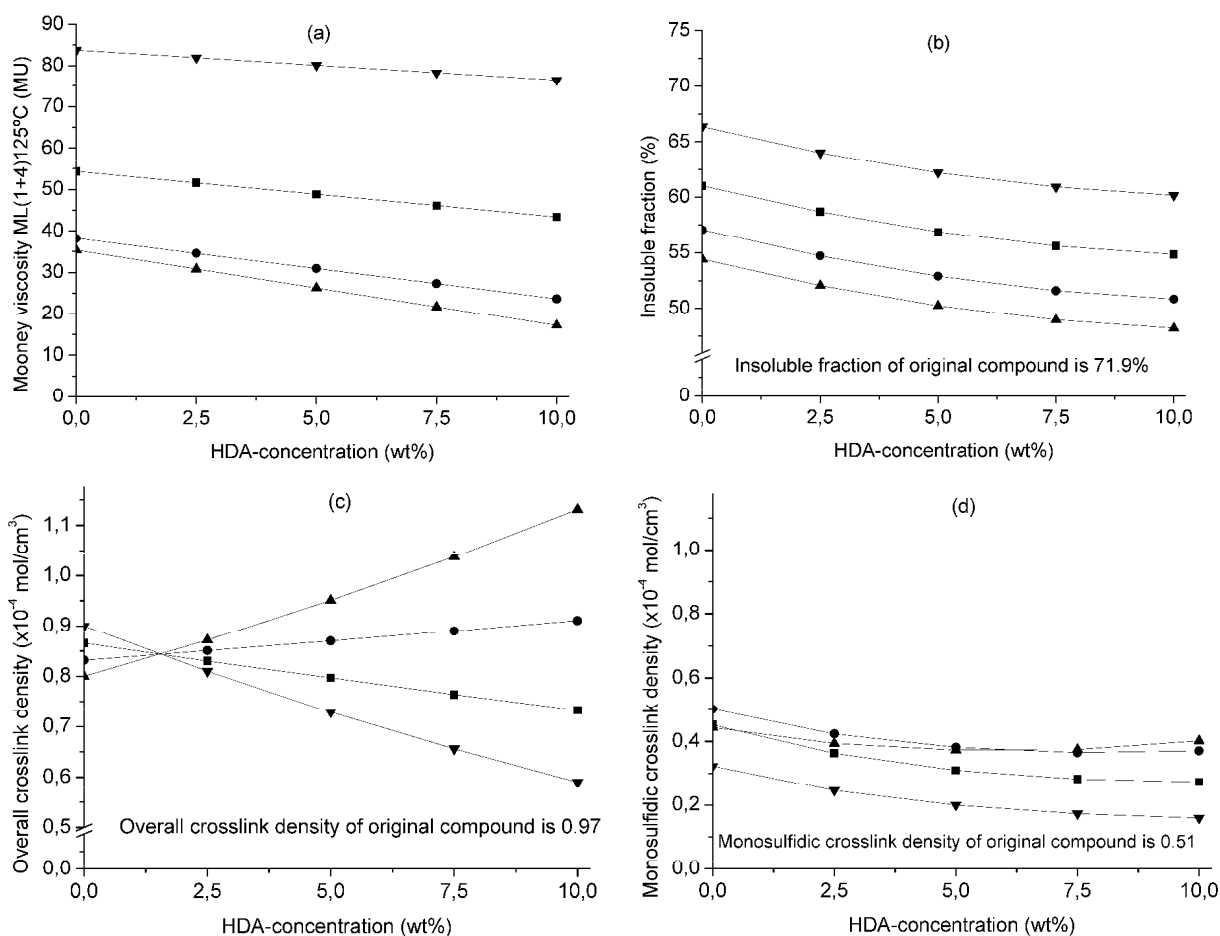 (a)
Mooney viscosity ML(1+4)125ºC (MU)
90
80
70
60
50
40
30
20
10
0
0,0 2,5 5,0 7,5 10,0
HDA-concentration (wt%)
(b)
Insoluble fraction (%)
75
70
65
60
55
50
0
Insoluble fraction of original compound is 71.9%
0,0 2,5 5,0 7,5 10,0
HDA-concentration (wt%)
(c)
Overall crosslink density (x10⁻⁴ mol/cm³)
1,1
1,0
0,9
0,8
0,7
0,6
0,5
0,0
Overall crosslink density of original compound is 0.97
0,0 2,5 5,0 7,5 10,0
HDA-concentration (wt%)
(d)
Monosulfidic crosslink density (x10⁻⁴ mol/cm³)
1,0
0,8
0,6
0,4
0,2
0,0
Monosulfidic crosslink density of original compound is 0.51
0,0 2,5 5,0 7,5 10,0
HDA-concentration (wt%)